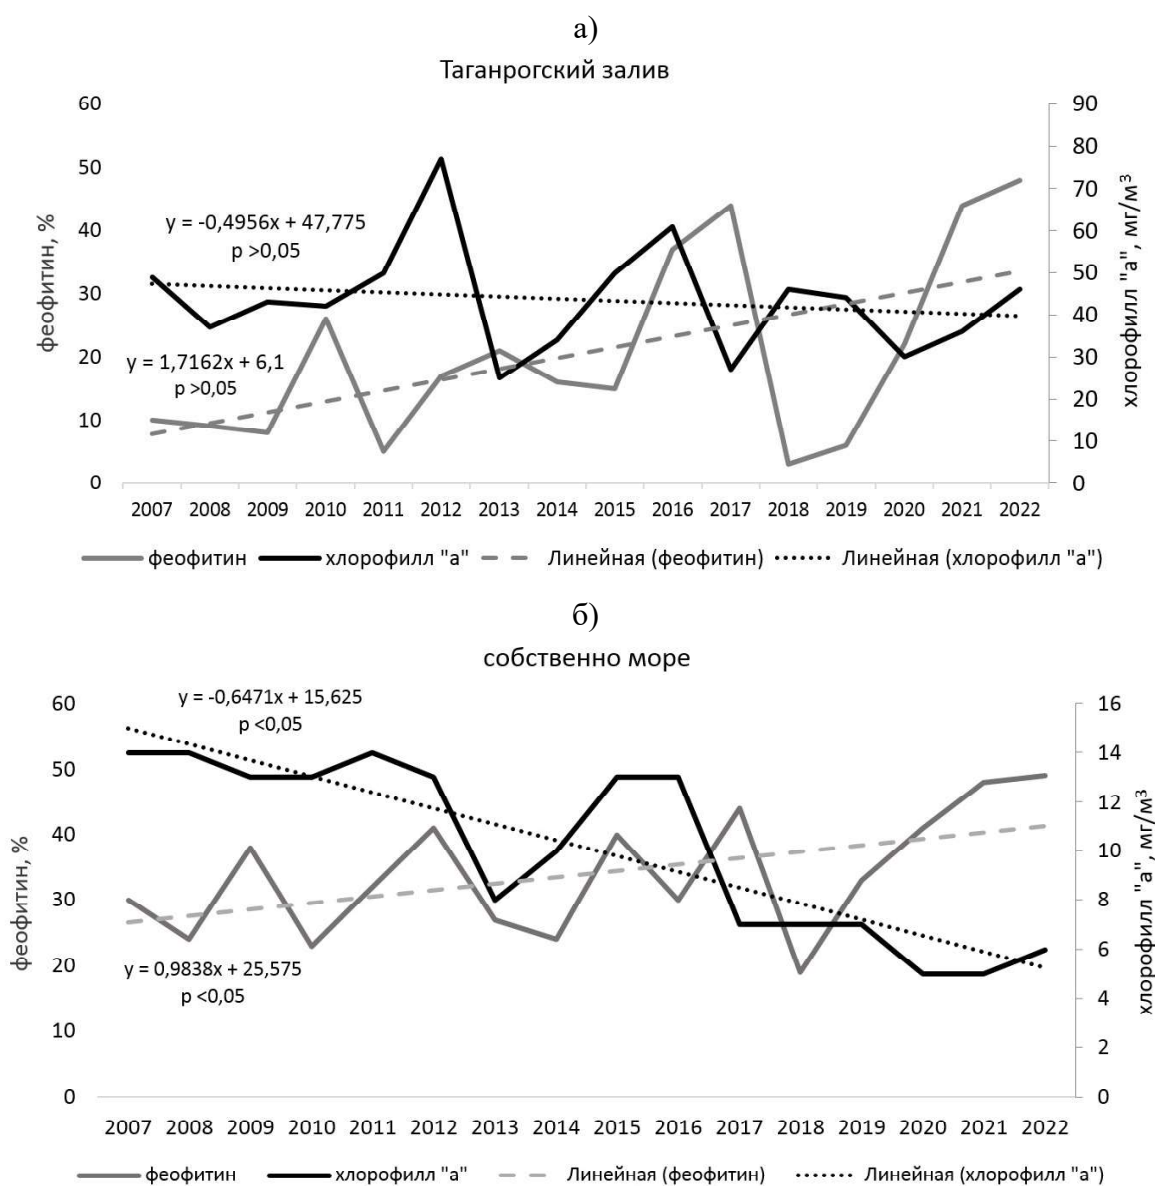 а)
Таганрогский залив
60
50
40
30
20
10
0
феофитин, %
y = -0,4956x + 47,775
p >0,05
y = 1,7162x + 6,1
p >0,05
90
80
70
60
50
40
30
20
10
0
хлорофилл "а", мг/м³
2007 2008 2009 2010 2011 2012 2013 2014 2015 2016 2017 2018 2019 2020 2021 2022
феофитин хлорофилл "а" Линейная (феофитин) Линейная (хлорофилл "а")
б)
собственно море
60
50
40
30
20
10
0
феофитин, %
y = -0,6471x + 15,625
p <0,05
y = 0,9838x + 25,575
p <0,05
16
14
12
10
8
6
4
2
0
хлорофилл "а", мг/м³
2007 2008 2009 2010 2011 2012 2013 2014 2015 2016 2017 2018 2019 2020 2021 2022
феофитин хлорофилл "а" Линейная (феофитин) Линейная (хлорофилл "а")